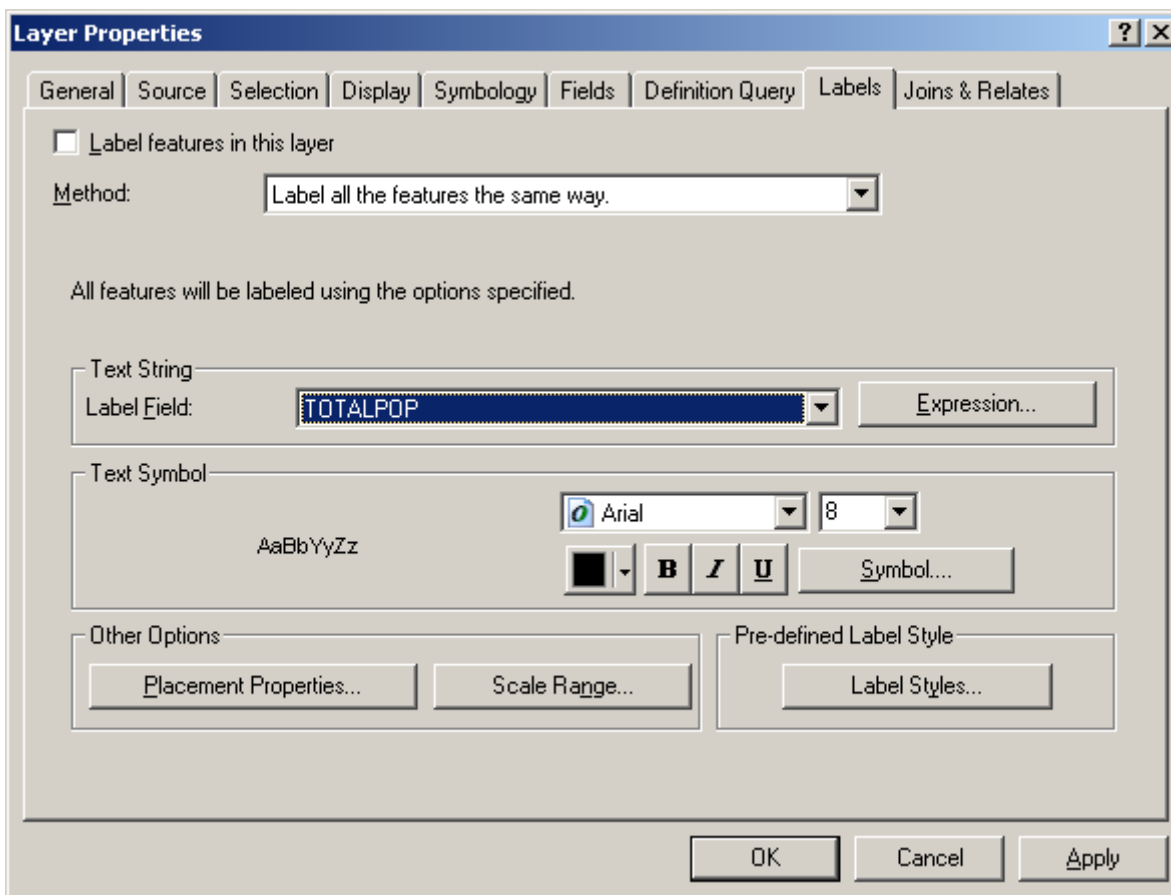 Layer Properties
General Source Selection Display Symbology Fields Definition Query Labels Joins & Relates
Label features in this layer
Method: Label all the features the same way.
All features will be labeled using the options specified.
Text String
Label Field: TOTALPOP Expression...
Text Symbol
Arial 8
AaBbYyZz
B I U Symbol....
Other Options Pre-defined Label Style
Placement Properties... Scale Range... Label Styles...
OK Cancel Apply